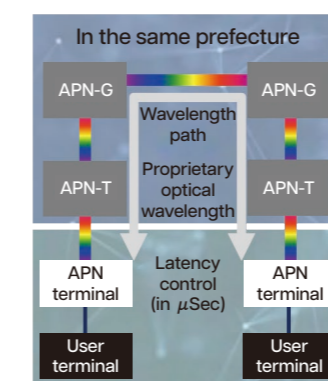 In the same prefecture
APN-G
APN-G
Wavelength
path
APN-T
Proprietary
optical
wavelength
APN-T
APN
terminal
Latency
control
(in μSec)
APN
terminal
User
terminal
User
terminal